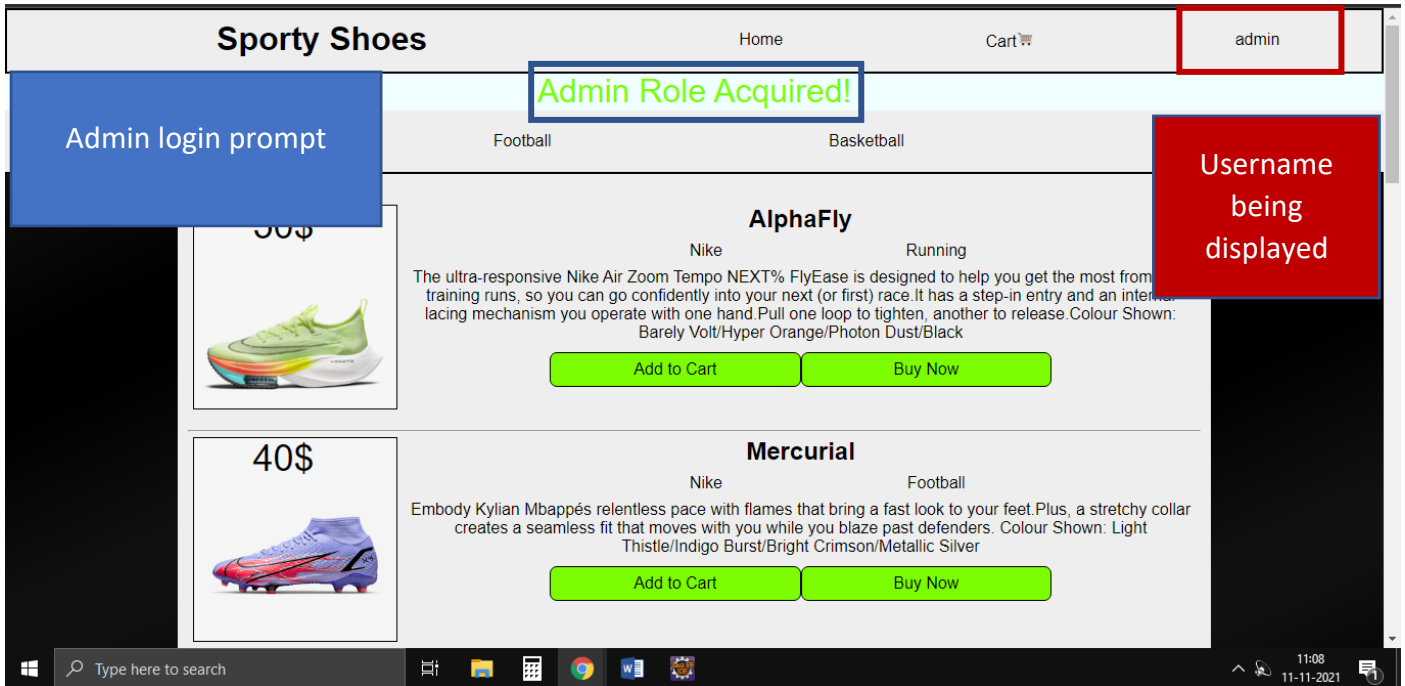 Sporty Shoes
Home
Cart
admin
Admin Role Acquired!
Admin login prompt
Football
Basketball
Username
being
displayed
AlphaFly
Nike
Running
The ultra-responsive Nike Air Zoom Tempo NEXT% FlyEase is designed to help you get the most from
training runs, so you can go confidently into your next (or first) race.It has a step-in entry and an
lacing mechanism you operate with one hand.Pull one loop to tighten, another to release.Colour Shown:
Barely Volt/Hyper Orange/Photon Dust/Black
Add to Cart
Buy Now
40$
Mercurial
Nike
Football
Embody Kylian Mbappés relentless pace with flames that bring a fast look to your feet.Plus, a stretchy collar
creates a seamless fit that moves with you while you blaze past defenders. Colour Shown: Light
Thistle/Indigo Burst/Bright Crimson/Metallic Silver
Add to Cart
Buy Now
Type here to search
11:08
11-11-2021